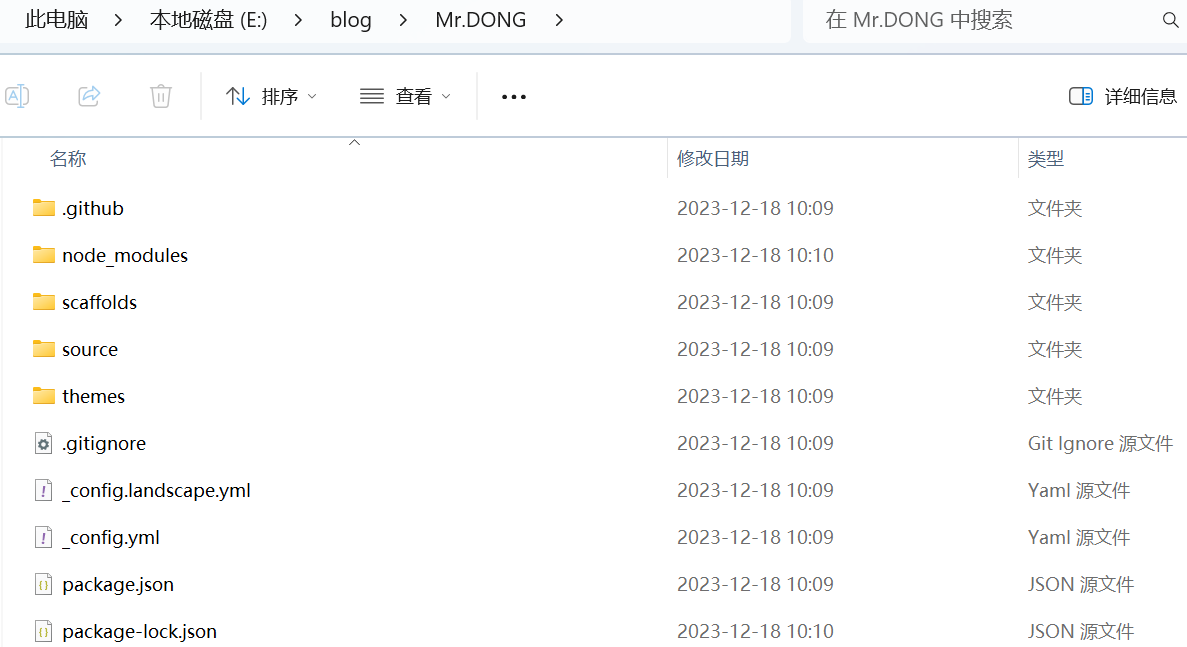 此电脑 > 本地磁盘 (E:) > blog > Mr.DONG > 在 Mr.DONG 中搜索
排序 查看 ••• 详细信息
名称 修改日期 类型
.github 2023-12-18 10:09 文件夹
node_modules 2023-12-18 10:10 文件夹
scaffolds 2023-12-18 10:09 文件夹
source 2023-12-18 10:09 文件夹
themes 2023-12-18 10:09 文件夹
.gitignore 2023-12-18 10:09 Git Ignore 源文件
_config.landscape.yml 2023-12-18 10:09 Yaml 源文件
_config.yml 2023-12-18 10:09 Yaml 源文件
package.json 2023-12-18 10:09 JSON 源文件
package-lock.json 2023-12-18 10:10 JSON 源文件